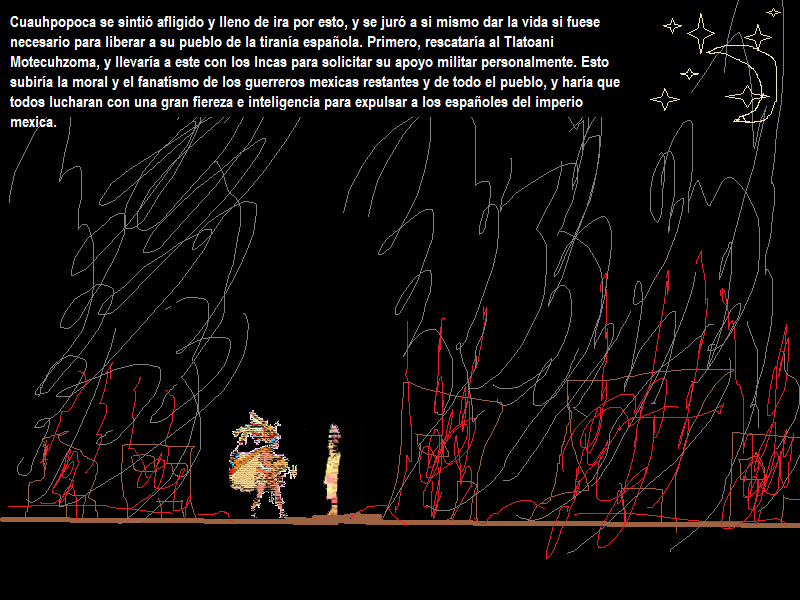 Cuauhpopoca se sintió afligido y lleno de ira por esto, y se juró a si mismo dar la vida si fuese
necesario para liberar a su pueblo de la tiranía española. Primero, rescataría al Tlatoani
Motecuhzoma, y llevaría a este con los Incas para solicitar su apoyo militar personalmente. Esto
subiría la moral y el fanatísmo de los guerreros mexicas restantes y de todo el pueblo, y haría que
todos lucharan con una gran fiereza e inteligencia para expulsar a los españoles del imperio
mexica.